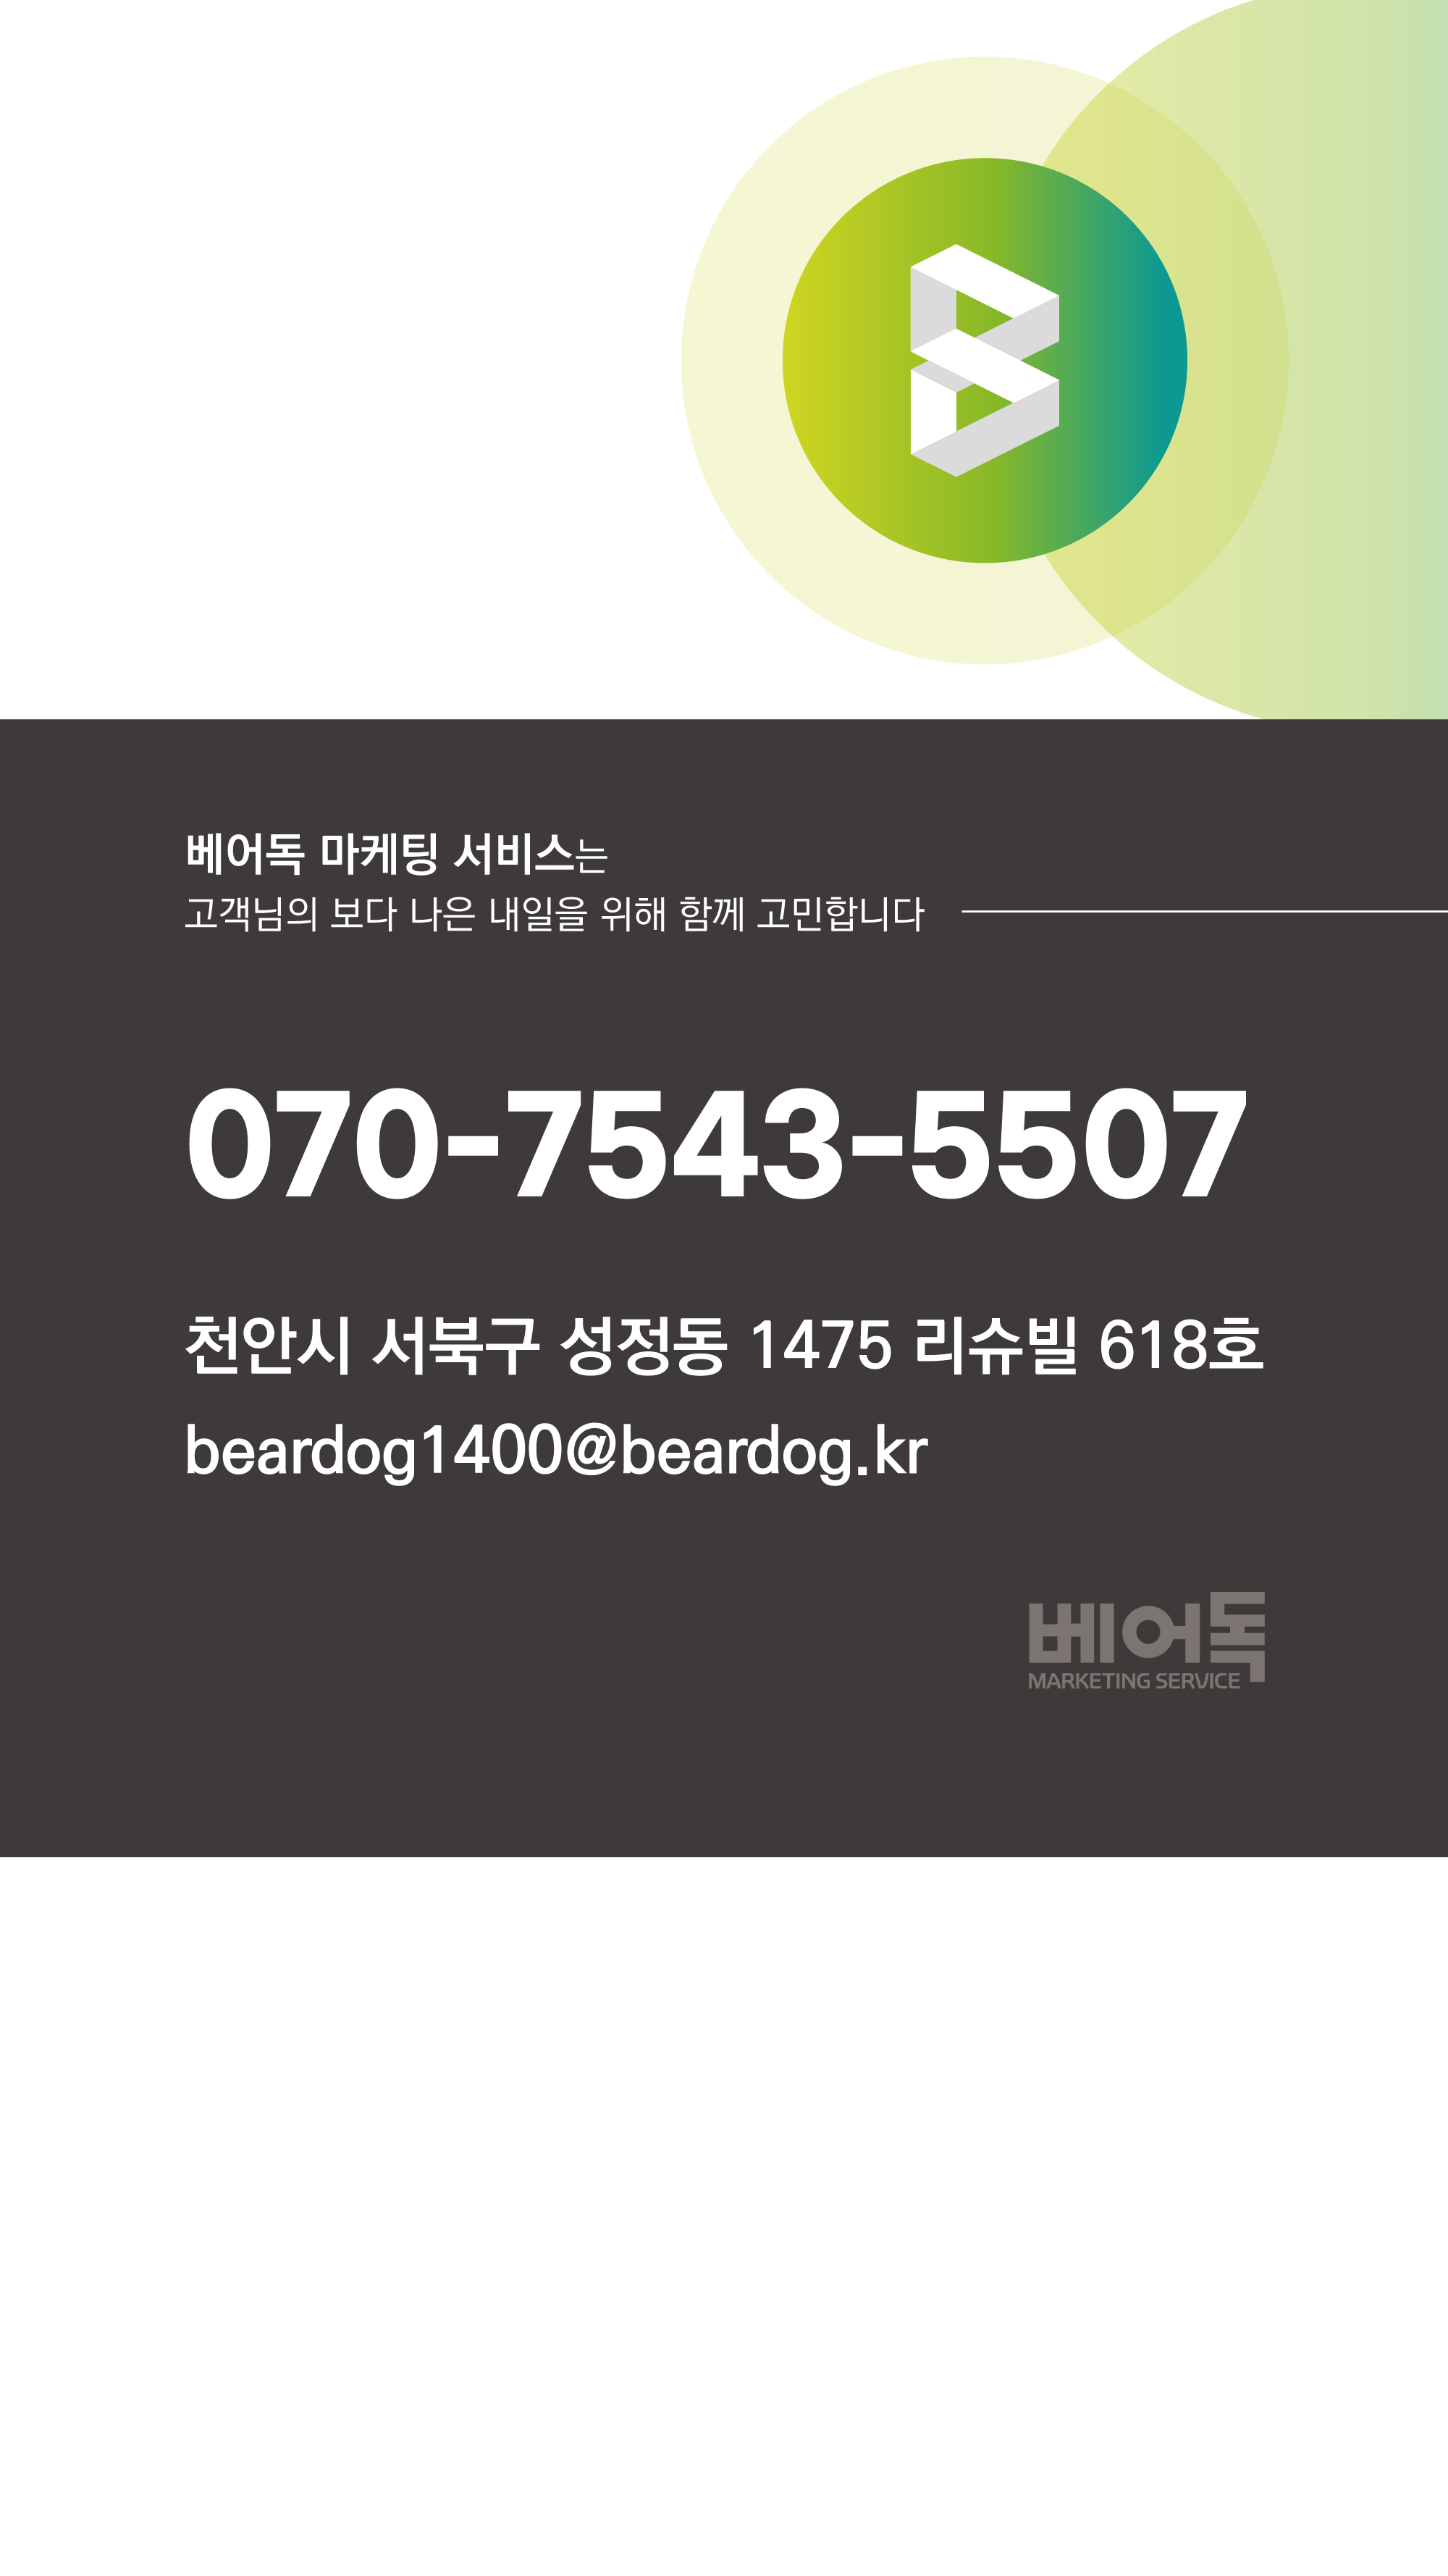 베어독 마케팅 서비스는
고객님의 보다 나은 내일을 위해 함께 고민합니다
070-7543-5507
천안시 서북구 성정동 1475 리슈빌 618호
beardog1400@beardog.kr
베어독
MARKETING SERVICE